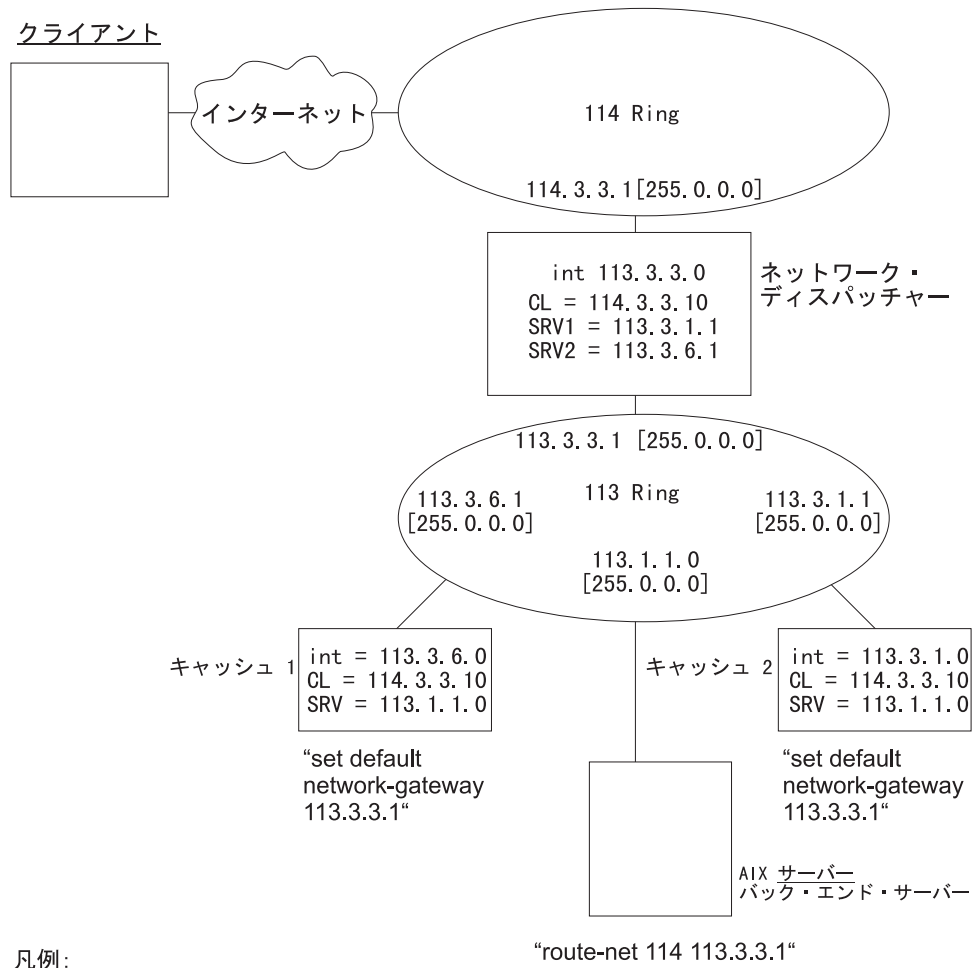 クライアント
インターネット
114 Ring
114.3.3.1[255.0.0.0]
int 113.3.3.0
CL = 114.3.3.10
SRV1 = 113.3.1.1
SRV2 = 113.3.6.1
ネットワーク・
ディスパッチャー
113.3.3.1 [255.0.0.0]
113 Ring
113.3.6.1
[255.0.0.0]
113.3.1.1
[255.0.0.0]
113.1.1.0
[255.0.0.0]
キャッシュ 1
int = 113.3.6.0
CL = 114.3.3.10
SRV = 113.1.1.0
“set default
network-gateway
113.3.3.1“
キャッシュ 2
int = 113.3.1.0
CL = 114.3.3.10
SRV = 113.1.1.0
“set default
network-gateway
113.3.3.1“
AIX サーバー
バック・エンド・サーバー
“route-net 114 113.3.3.1“
凡例: